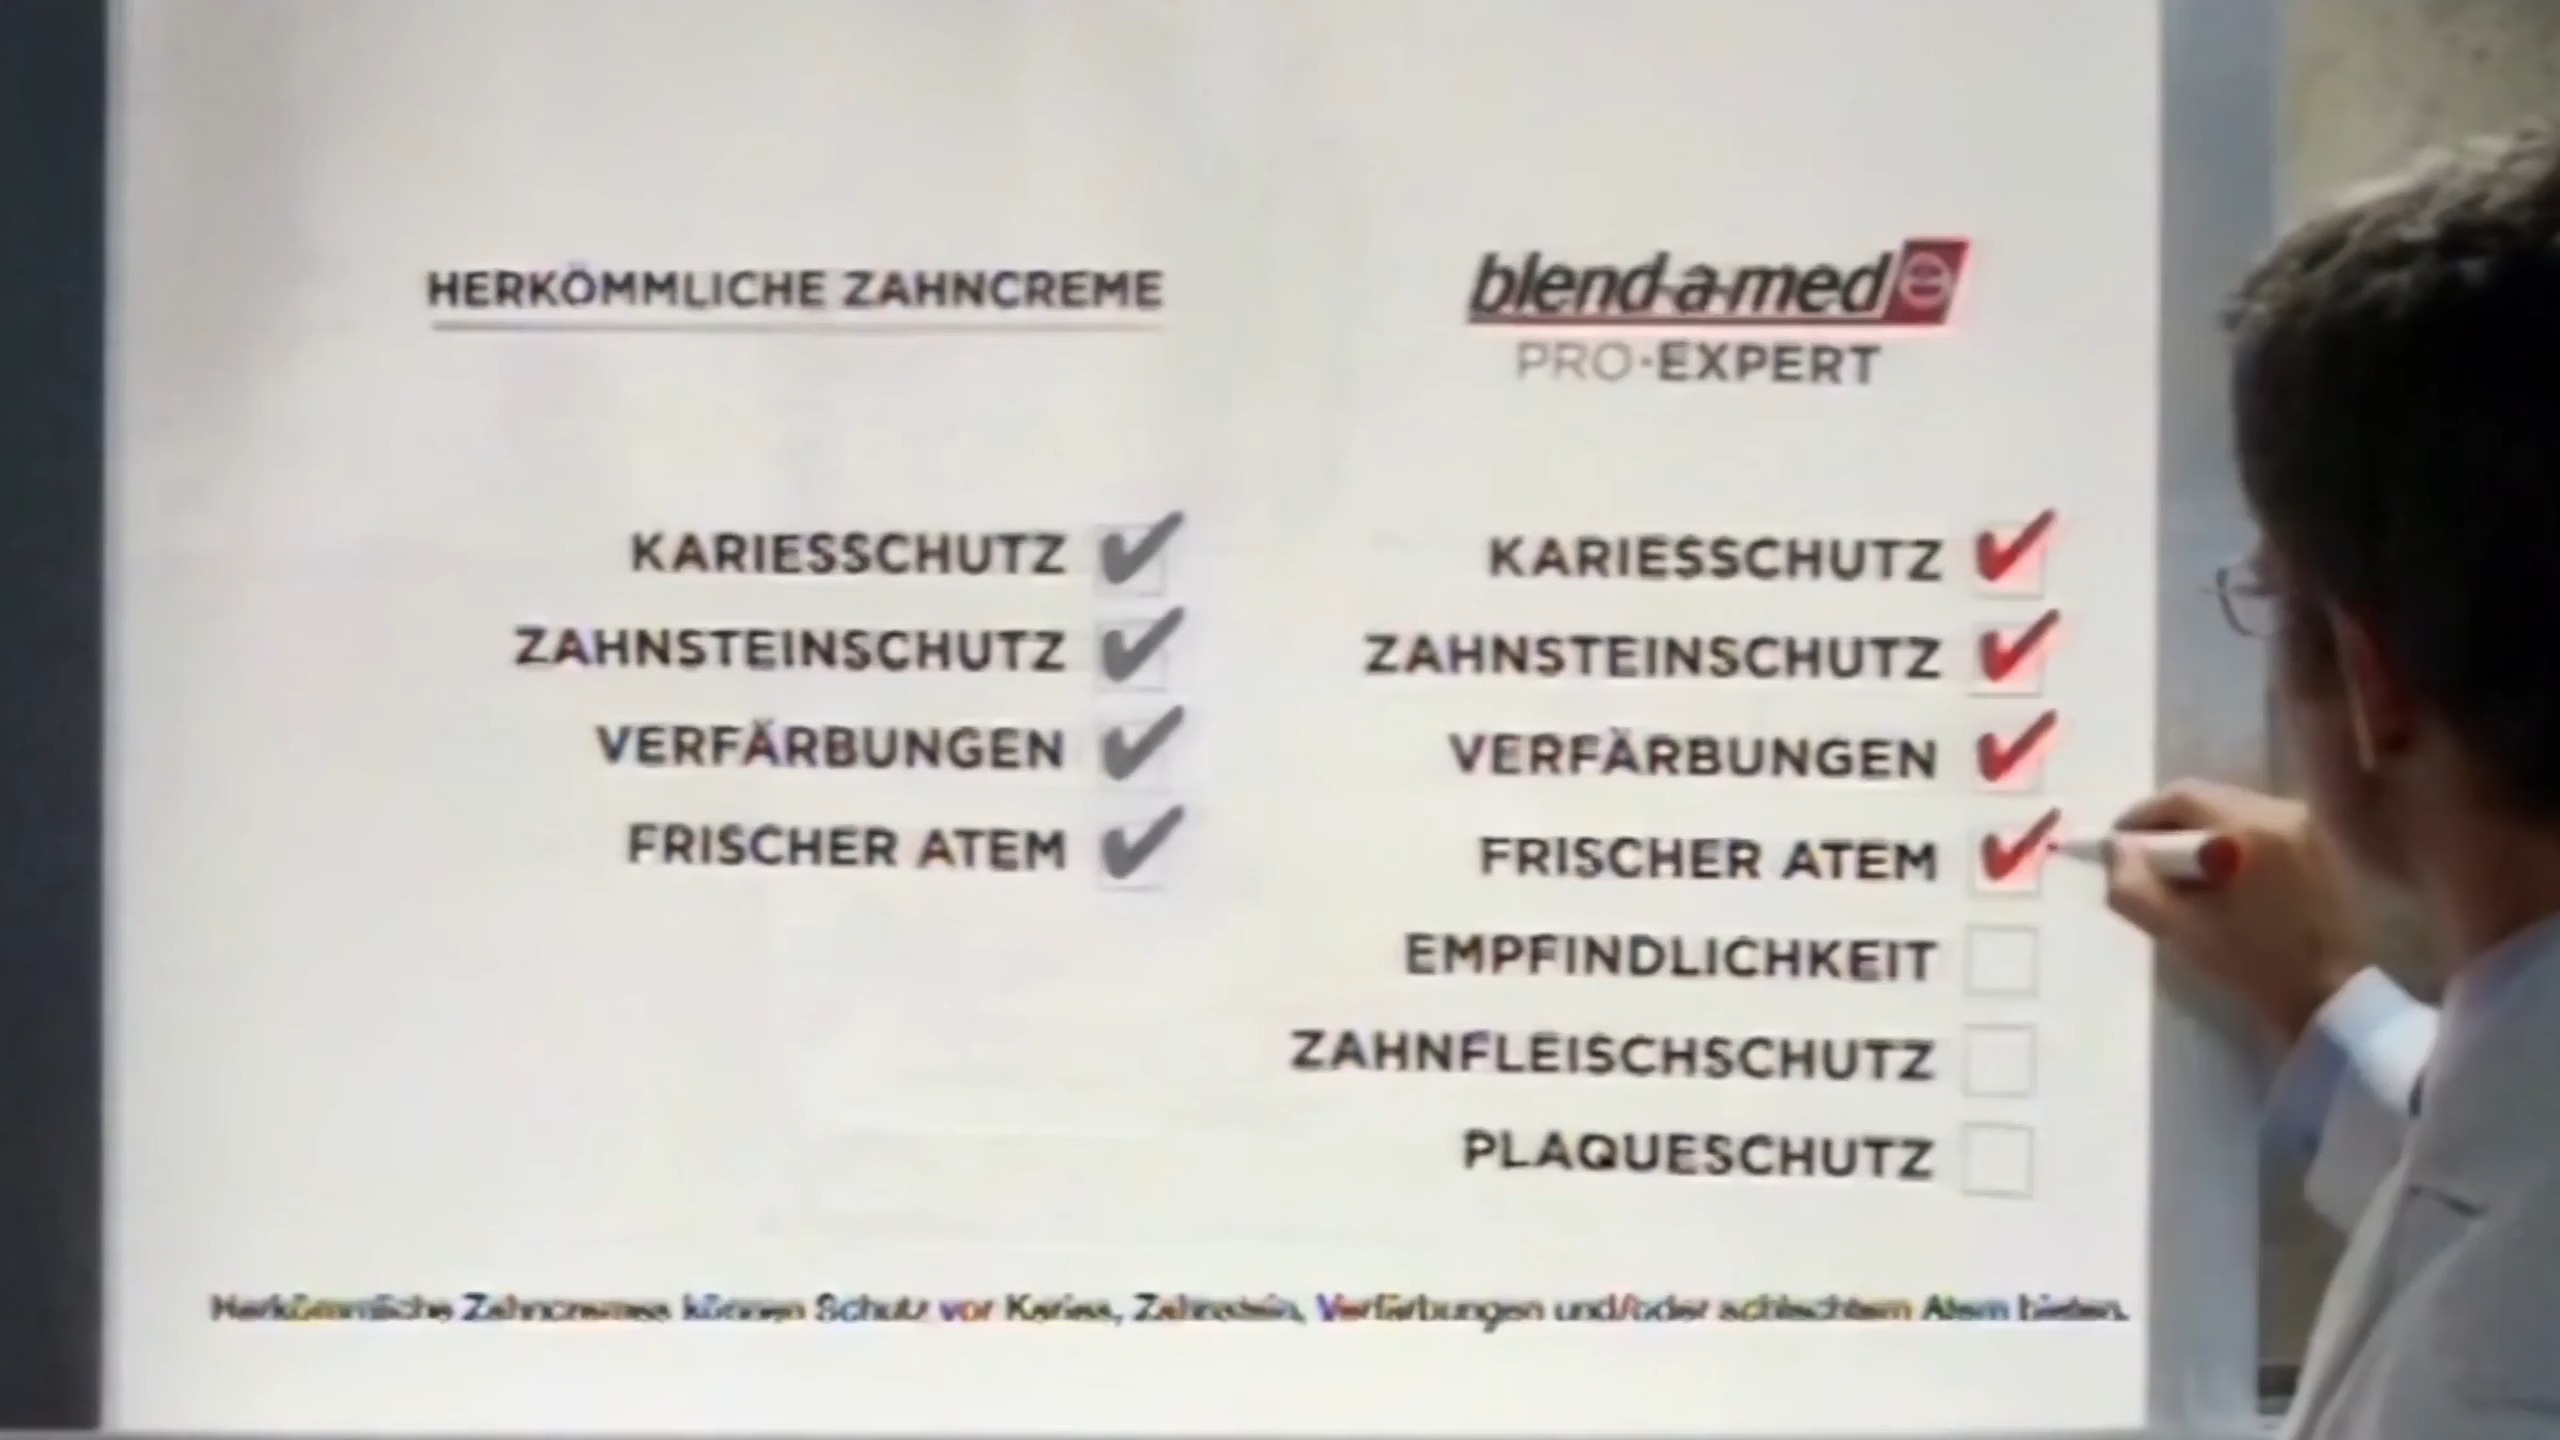 HERKÖMMLICHE ZAHNCREME
KARIESSCHUTZ
ZAHNSTEINSCHUTZ
VERFÄRBUNGEN
FRISCHER ATEM
blend-a-med
PRO-EXPERT
KARIESSCHUTZ
ZAHNSTEINSCHUTZ
VERFÄRBUNGEN
FRISCHER ATEM
EMPFINDLICHKEIT
ZAHNFLEISCHSCHUTZ
PLAQUESCHUTZ
Herkömmliche Zahncremes können Schutz vor Karies, Zahnstein, Verfärbungen und/oder schlechtem Atem bieten.